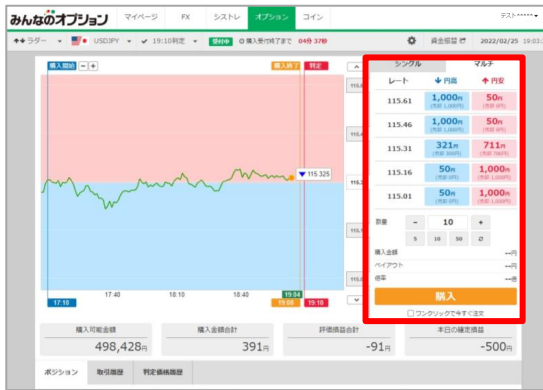 みんなのオプション マイページ FX シストレ オプション コイン テスト
ラダー USDJPY 19:10判定 受付中 購入受付終了まで 04分 37秒 資金振替 2022/02/25 19:03:
購入開始 − + 購入終了 判定
シングル マルチ
レート 円高 円安
115.61 1,000円 50円
115.46 1,000円 50円
115.31 321円 711円
115.16 50円 1,000円
115.01 50円 1,000円
115.325
数量 − 10 +
5 10 50
購入金額 --円
ペイアウト --円
倍率 --倍
購入
ワンクリックで今すぐ注文
17:10 17:40 18:10 18:40 19:04 19:08 19:10
購入可能金額 購入金額合計 評価損益合計 本日の確定損益
498,428円 391円 -91円 -500円
ポジション 取引履歴 判定価格履歴